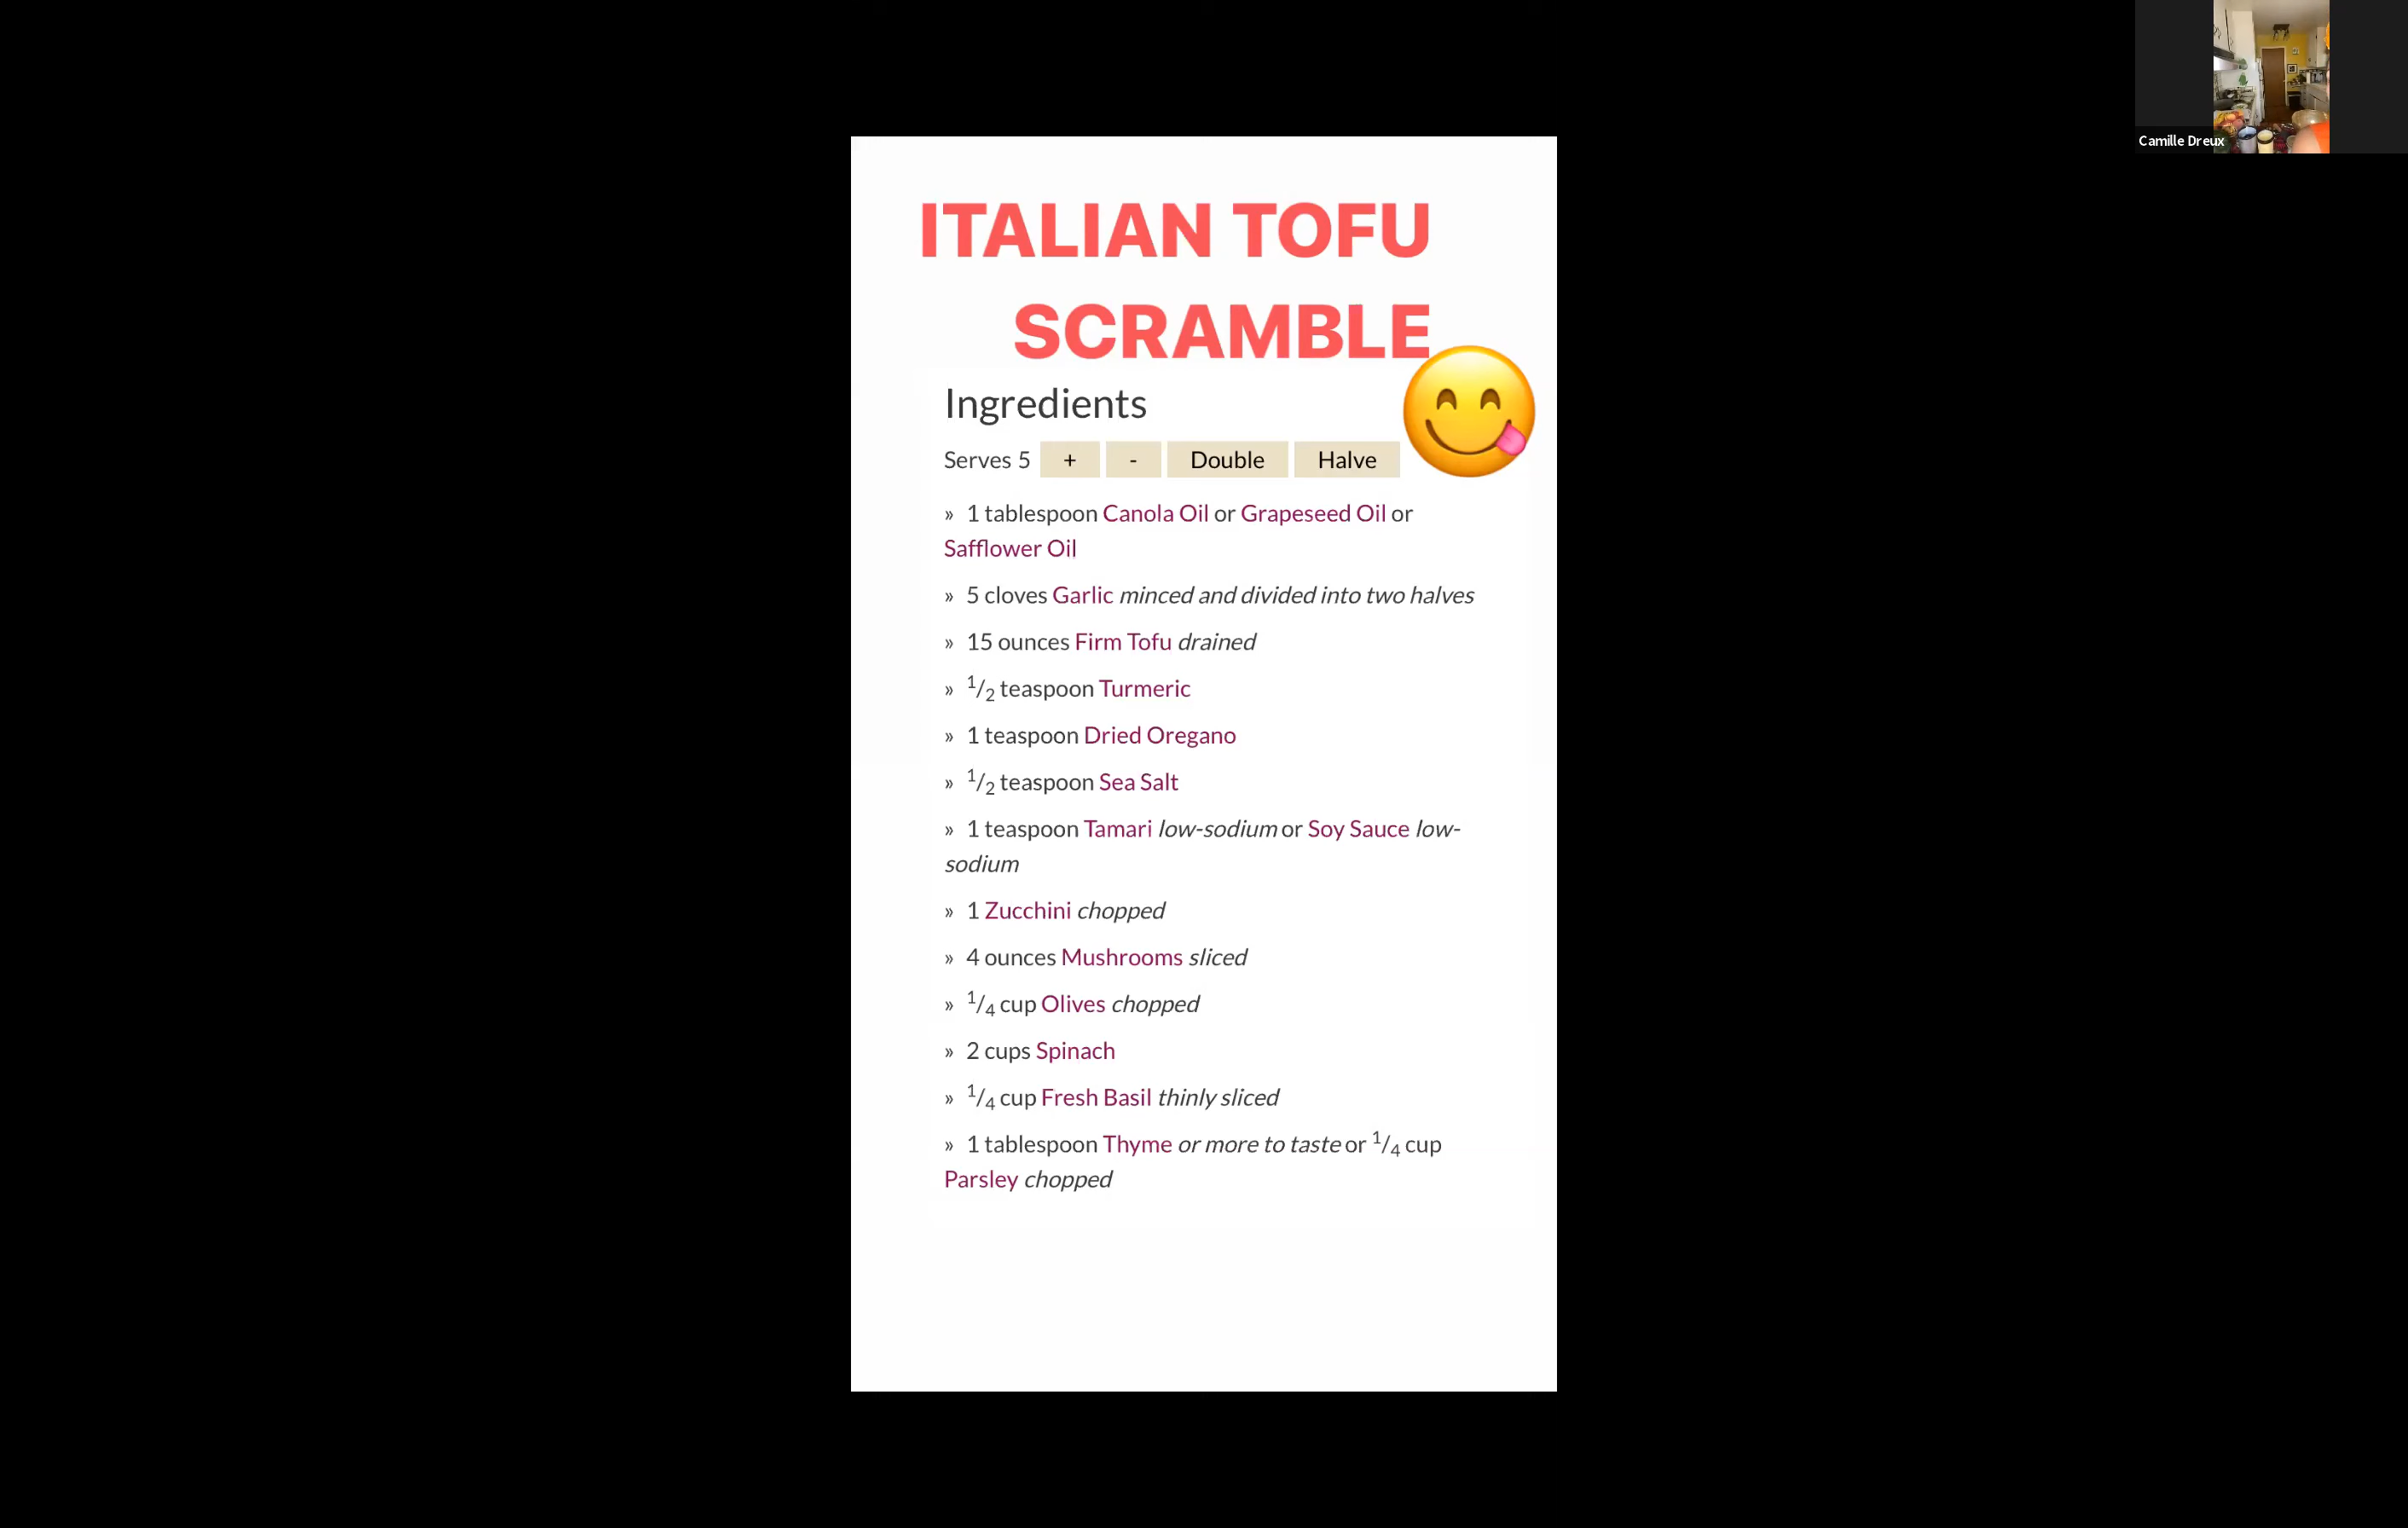 ITALIAN TOFU
SCRAMBLE
Ingredients
Serves 5 + - Double Halve
» 1 tablespoon Canola Oil or Grapeseed Oil or
Safflower Oil
» 5 cloves Garlic minced and divided into two halves
» 15 ounces Firm Tofu drained
» 1/2 teaspoon Turmeric
» 1 teaspoon Dried Oregano
» 1/2 teaspoon Sea Salt
» 1 teaspoon Tamari low-sodium or Soy Sauce low-
sodium
» 1 Zucchini chopped
» 4 ounces Mushrooms sliced
» 1/4 cup Olives chopped
» 2 cups Spinach
» 1/4 cup Fresh Basil thinly sliced
» 1 tablespoon Thyme or more to taste or 1/4 cup
Parsley chopped
Camille Dreux